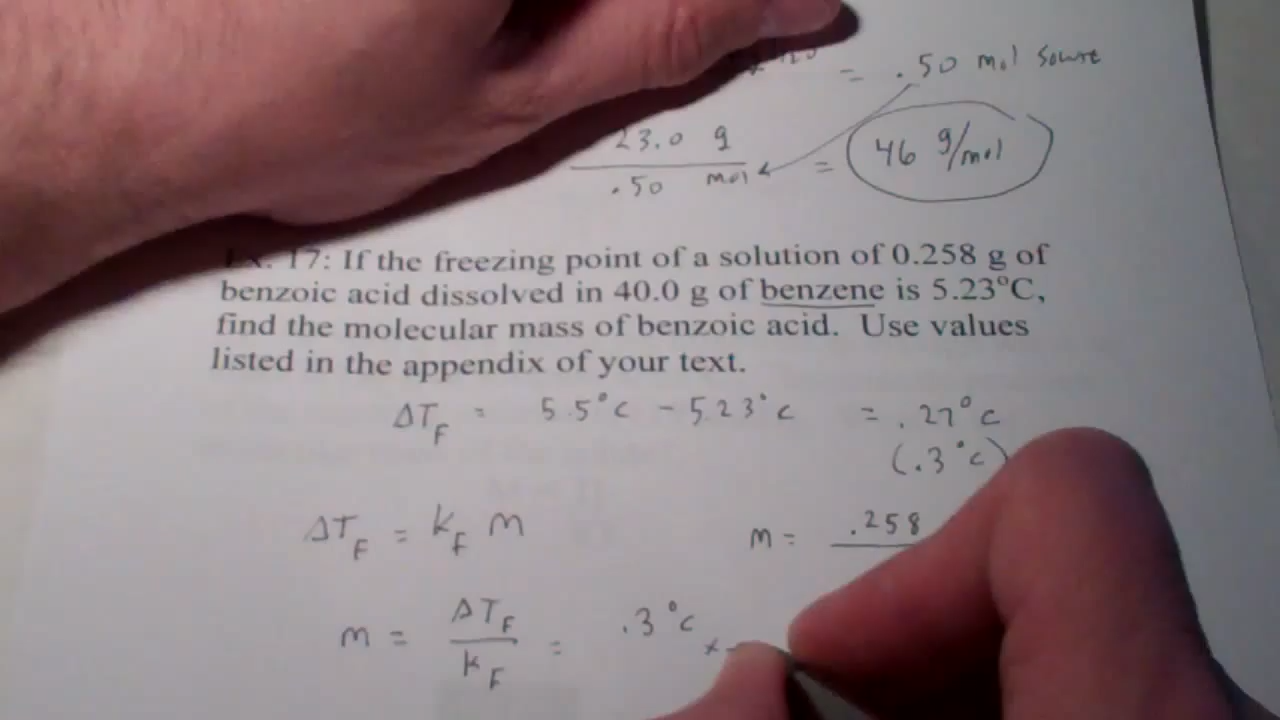 = .50 mol
23.0 g
.50 mol = 46 g/mol
17: If the freezing point of a solution of 0.258 g of
benzoic acid dissolved in 40.0 g of benzene is 5.23°C,
find the molecular mass of benzoic acid. Use values
listed in the appendix of your text.
ΔT_F = 5.5°C - 5.23°C = .27°C
(.3°C)
ΔT_F = K_F m
m = .258
m = ΔT_F / K_F = .3°C ×